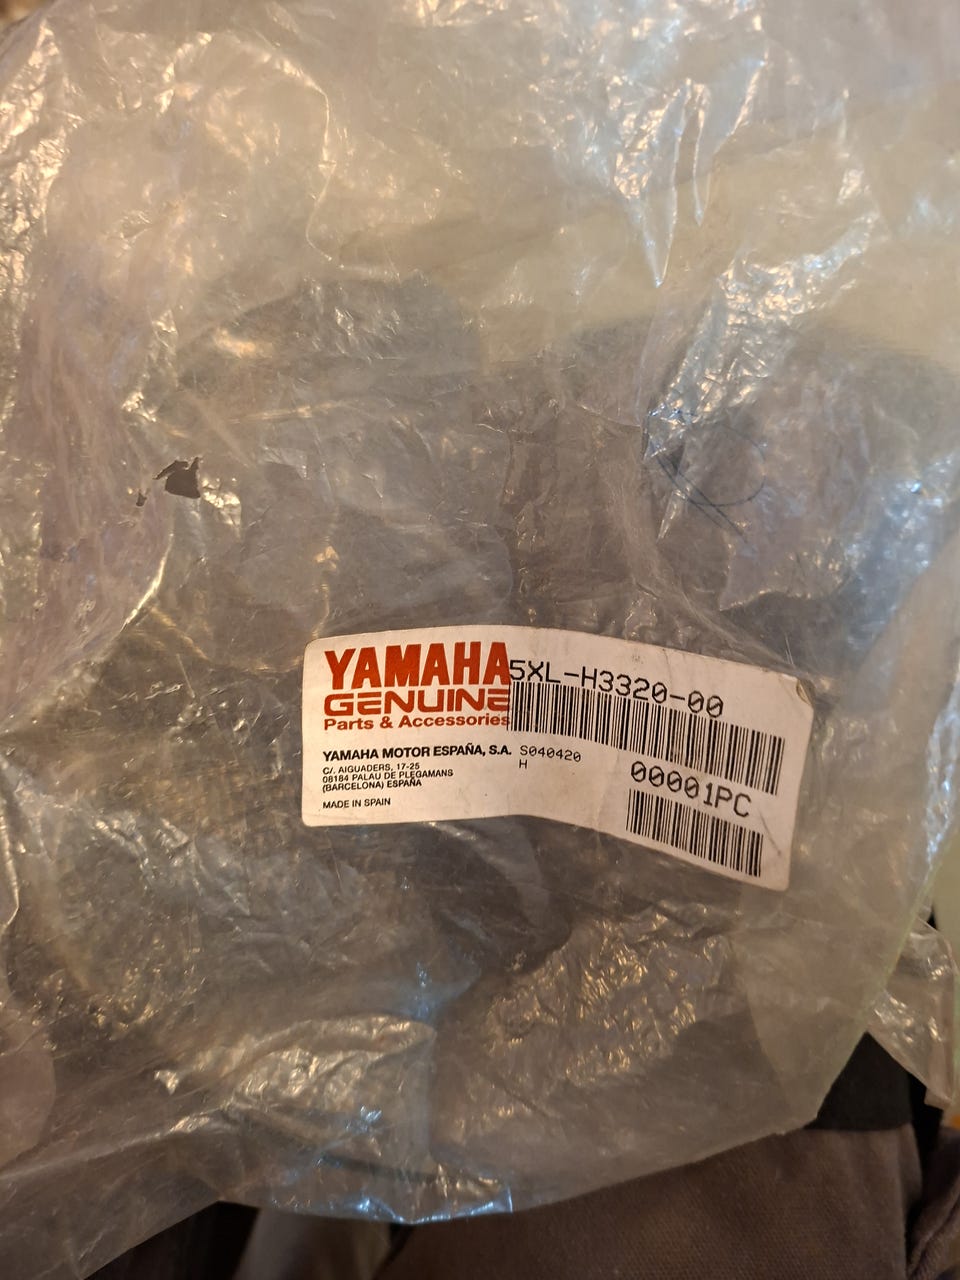 YAMAHA
GENUINE
Parts & Accessories
YAMAHA MOTOR ESPAÑA, S.A.
C/. AIGUADERS, 17-25
08184 PALAU DE PLEGAMANS
(BARCELONA) ESPAÑA
MADE IN SPAIN
5XL-H3320-00
S040420
H
00001PC